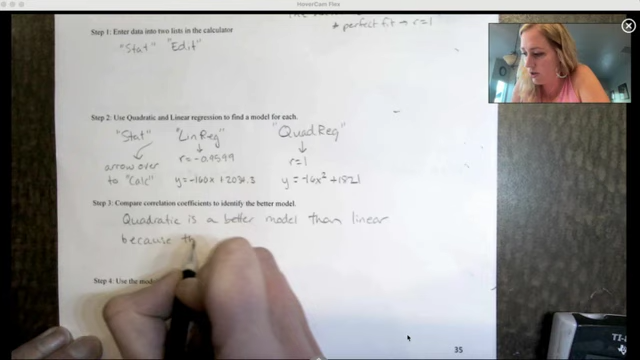 HoverCam Flex
* perfect fit → r=1
Step 1: Enter data into two lists in the calculator
"Stat" "Edit"
Step 2: Use Quadratic and Linear regression to find a model for each.
"Stat" "LinReg" "QuadReg"
r=-0.9599 r=1
arrow over
to "Calc" y=-160x+2034.3 y=-16x²+1821
Step 3: Compare correlation coefficients to identify the better model.
Quadratic is a better model than linear
because th
Step 4: Use the mod
35
TI-